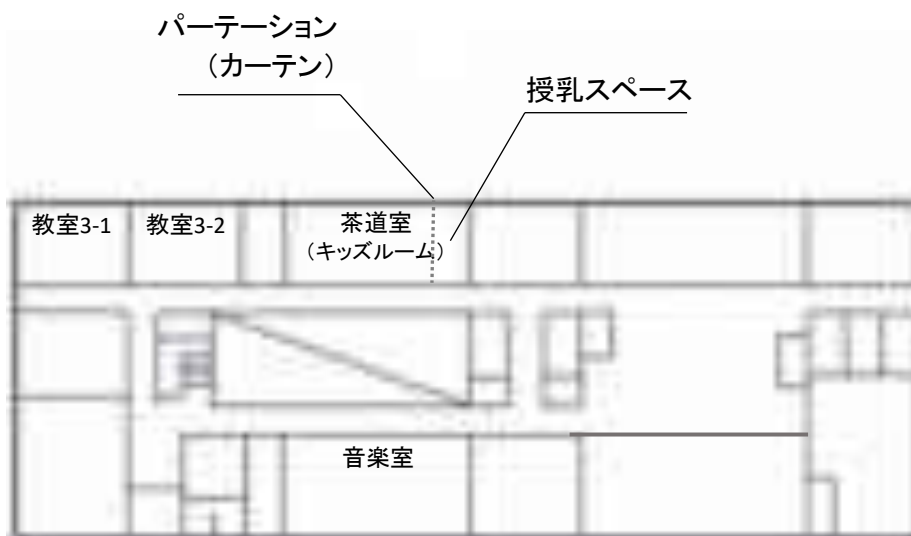 パーテーション
（カーテン）
授乳スペース
教室3-1
教室3-2
茶道室
（キッズルーム）
音楽室